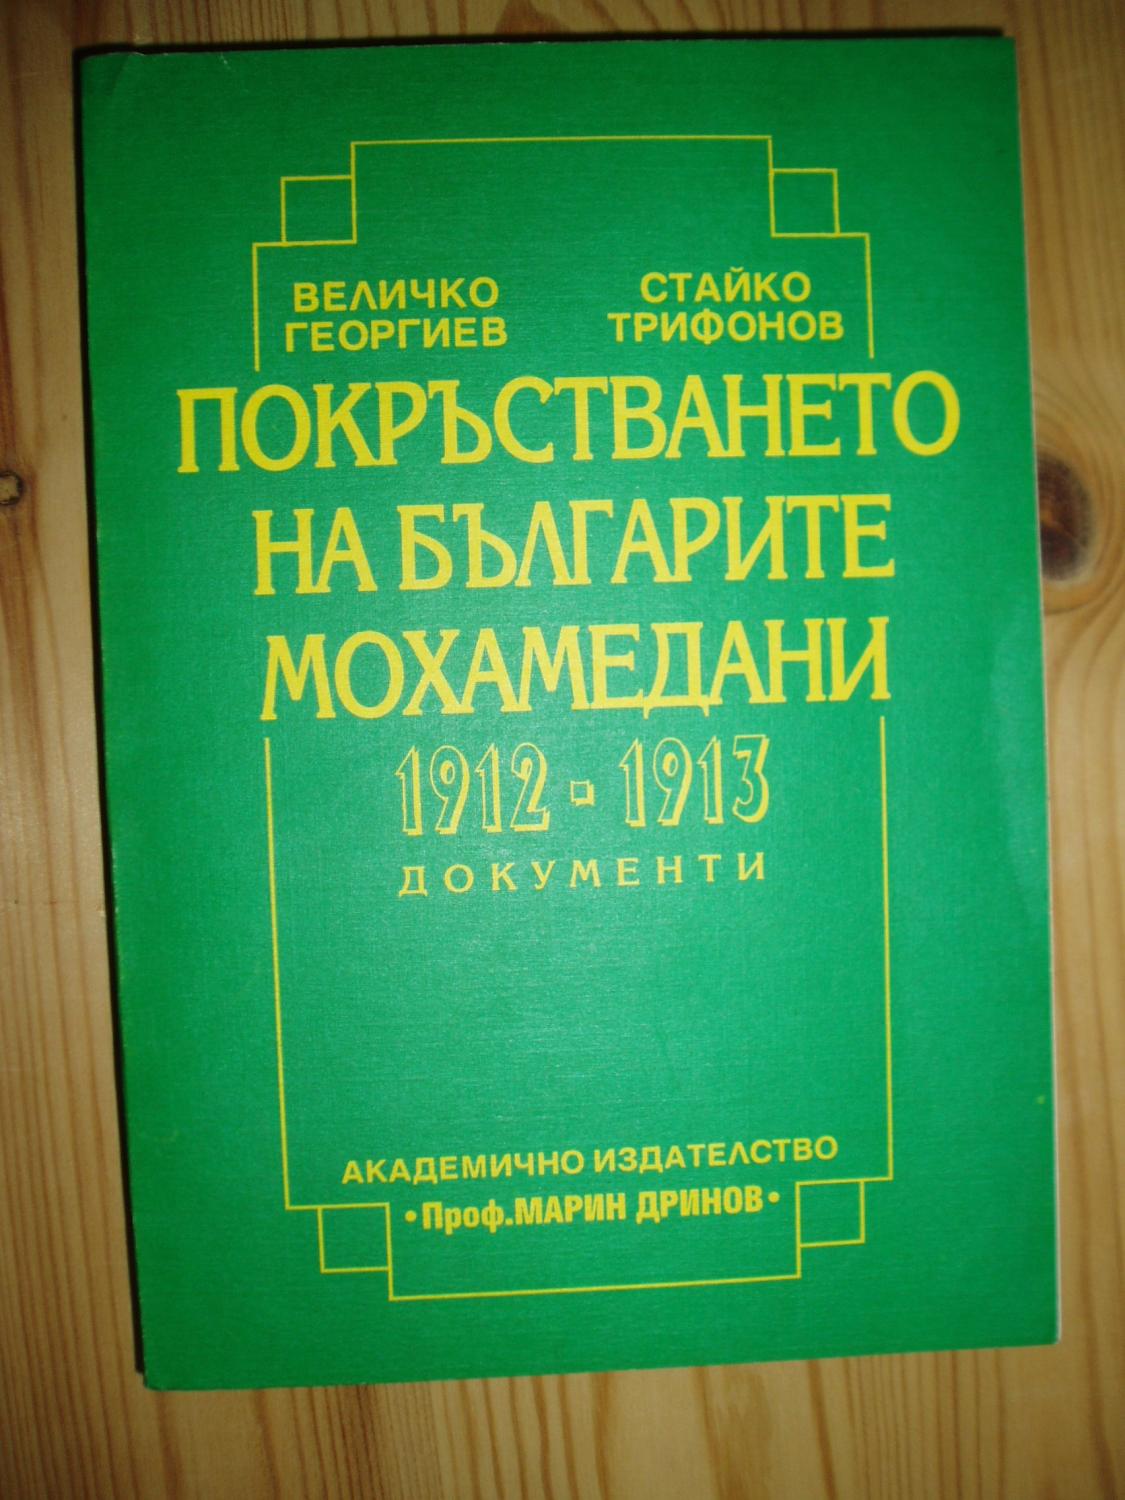 ВЕЛИЧКО
ГЕОРГИЕВ
СТАЙКО
ТРИФОНОВ
ПОКРЪСТВАНЕТО
НА БЪЛГАРИТЕ
МОХАМЕДАНИ
1912 - 1913
ДОКУМЕНТИ
АКАДЕМИЧНО ИЗДАТЕЛСТВО
• Проф.МАРИН ДРИНОВ •